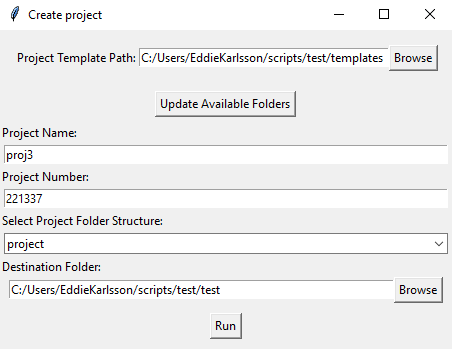 Create project
Project Template Path: C:/Users/EddieKarlsson/scripts/test/templates Browse
Update Available Folders
Project Name:
proj3
Project Number:
221337
Select Project Folder Structure:
project
Destination Folder:
C:/Users/EddieKarlsson/scripts/test/test Browse
Run